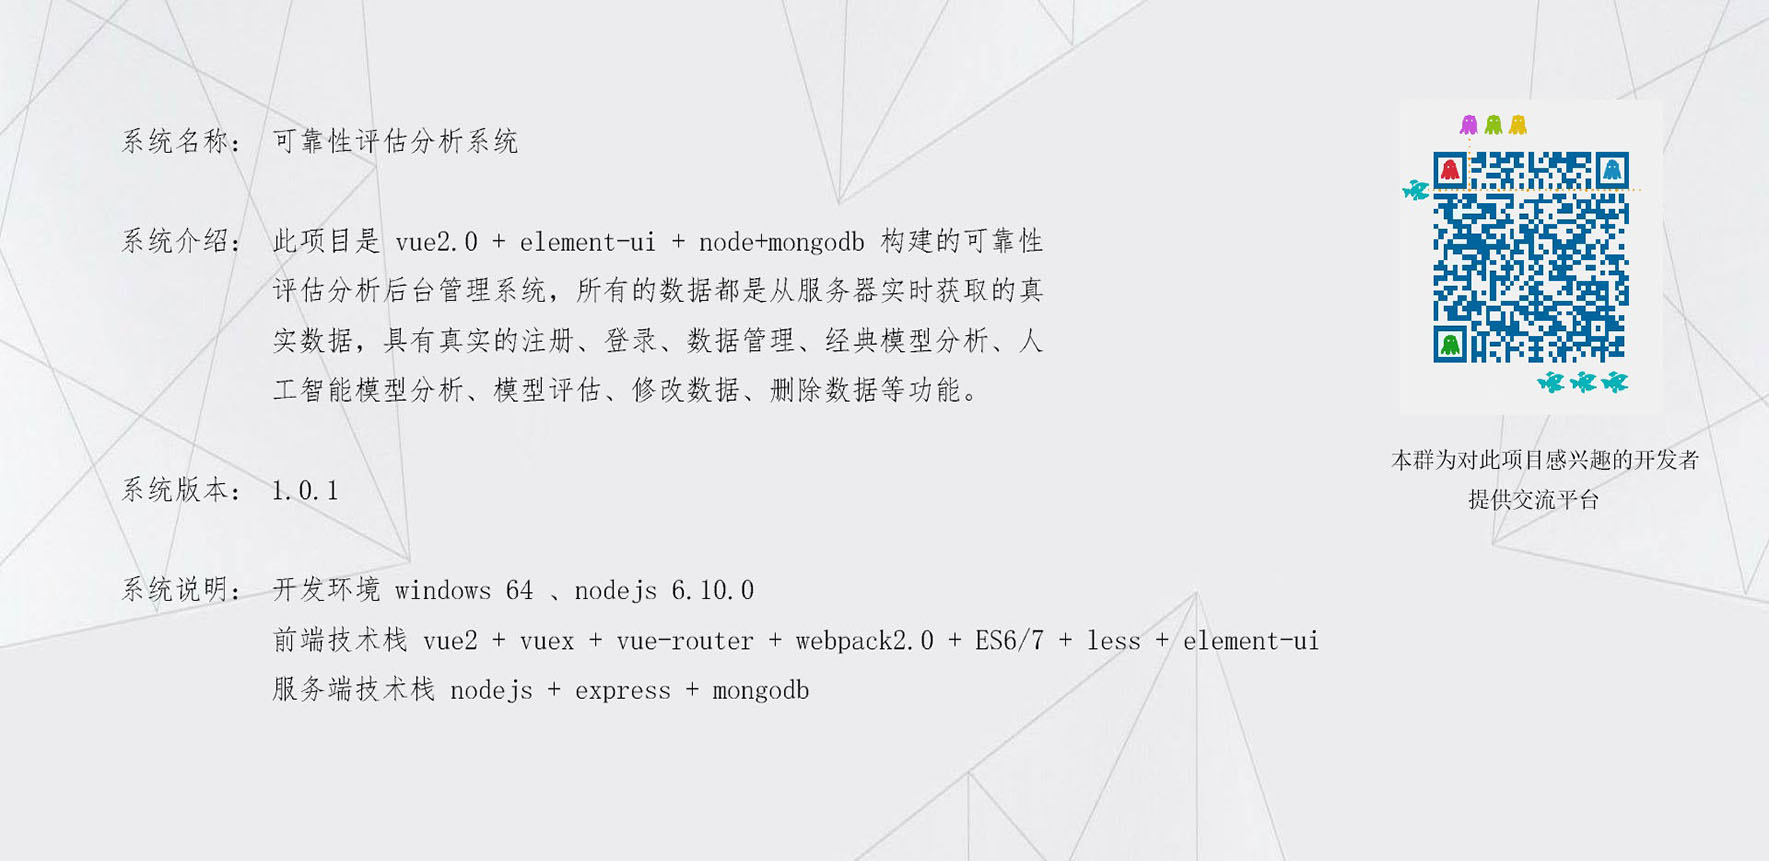 系统名称： 可靠性评估分析系统
系统介绍： 此项目是 vue2.0 + element-ui + node+mongodb 构建的可靠性
评估分析后台管理系统，所有的数据都是从服务器实时获取的真
实数据，具有真实的注册、登录、数据管理、经典模型分析、人
工智能模型分析、模型评估、修改数据、删除数据等功能。
系统版本： 1.0.1
系统说明： 开发环境 windows 64 、nodejs 6.10.0
前端技术栈 vue2 + vuex + vue-router + webpack2.0 + ES6/7 + less + element-ui
服务端技术栈 nodejs + express + mongodb
本群为对此项目感兴趣的开发者
提供交流平台